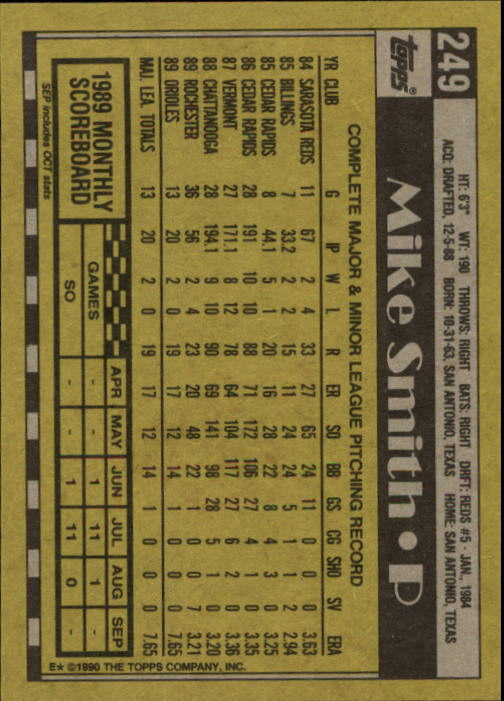 249
topps®
HT: 6'3" WT: 190 THROWS: RIGHT BATS: RIGHT DRFT: REDS #5 - JAN., 1984
ACQ: DRAFTED, 12-5-88 BORN: 10-31-63, SAN ANTONIO, TEXAS HOME: SAN ANTONIO, TEXAS
Mike Smith • P
COMPLETE MAJOR & MINOR LEAGUE PITCHING RECORD
YR CLUB G IP W L R ER SO BB GS CG SHO SV ERA
84 SARASOTA REDS 11 67 2 4 33 27 65 24 11 0 0 0 3.63
85 BILLINGS 7 33.2 2 2 15 11 24 24 5 1 1 2 2.94
85 CEDAR RAPIDS 8 44.1 5 1 20 16 28 22 8 4 3 0 3.25
86 CEDAR RAPIDS 28 191 10 10 88 71 172 106 27 4 1 0 3.35
87 VERMONT 27 171.1 8 12 78 64 104 117 27 6 2 0 3.36
88 CHATTANOOGA 28 194.1 9 10 90 69 141 98 28 5 1 0 3.20
89 ROCHESTER 36 56 2 4 23 20 48 22 1 0 0 7 3.21
89 ORIOLES 13 20 2 0 19 17 12 14 1 0 0 0 7.65
MAJ. LEA. TOTALS 13 20 2 0 19 17 12 14 1 0 0 0 7.65
1989 MONTHLY
SCOREBOARD
SEP includes OCT stats
APR MAY JUN JUL AUG SEP
GAMES - - 1 11 1 -
SO - - 1 11 0 -
E* ©1990 THE TOPPS COMPANY, INC.